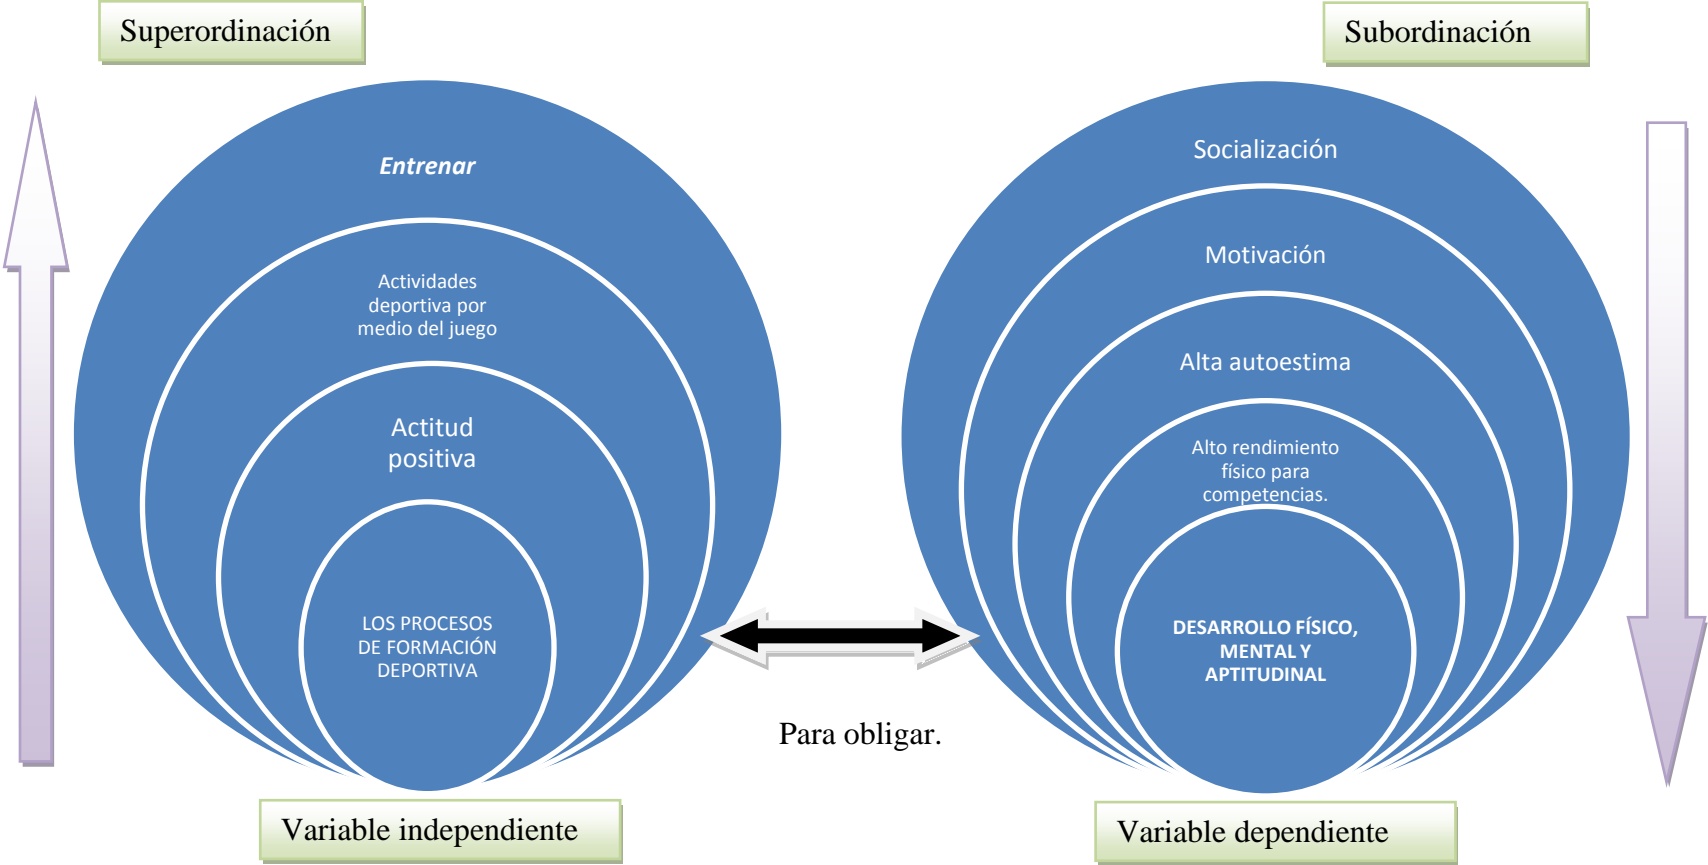 Superordinación
Subordinación
Entrenar
Actividades
deportiva por
medio del juego
Actitud
positiva
LOS PROCESOS
DE FORMACIÓN
DEPORTIVA
Socialización
Motivación
Alta autoestima
Alto rendimiento
físico para
competencias.
DESARROLLO FÍSICO,
MENTAL Y
APTITUDINAL
Para obligar.
Variable independiente
Variable dependiente